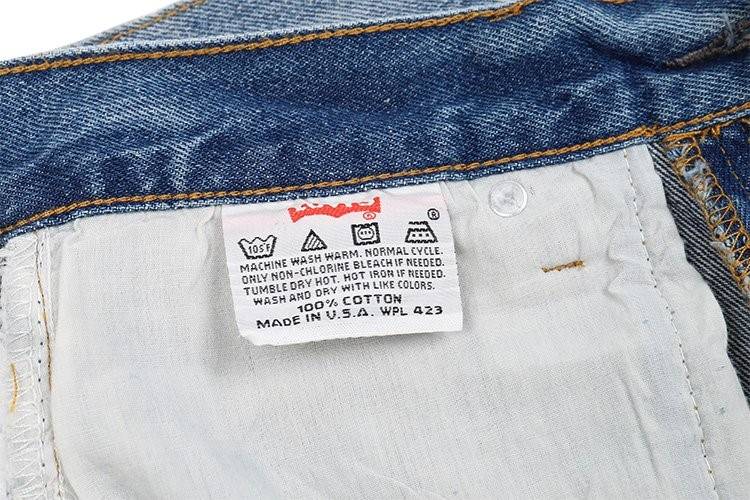 ®
®
105F
MACHINE WASH WARM. NORMAL CYCLE.
ONLY NON-CHLORINE BLEACH IF NEEDED.
TUMBLE DRY HOT. HOT IRON IF NEEDED.
WASH AND DRY WITH LIKE COLORS.
100% COTTON
MADE IN U.S.A. WPL 423